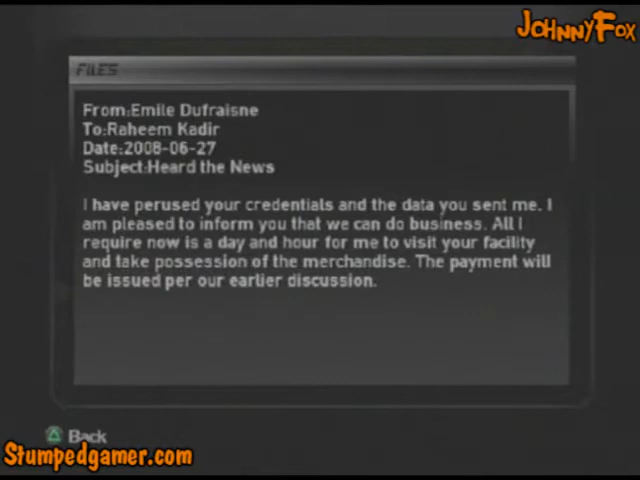 JOHNNYFOX
FILES
From:Emile Dufraisne
To:Raheem Kadir
Date:2008-06-27
Subject:Heard the News
I have perused your credentials and the data you sent me. I
am pleased to inform you that we can do business. All I
require now is a day and hour for me to visit your facility
and take possession of the merchandise. The payment will
be issued per our earlier discussion.
Back
Stumpedgamer.com